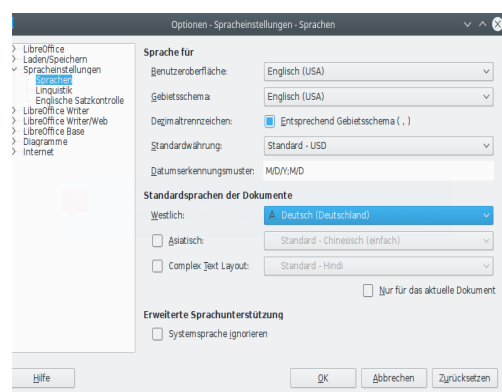 Optionen - Spracheinstellungen - Sprachen
LibreOffice
Laden/Speichern
Spracheinstellungen
Sprachen
Linguistik
Englische Satzkontrolle
LibreOffice Writer
LibreOffice Writer/Web
LibreOffice Base
Diagramme
Internet
Sprache für
Benutzeroberfläche: Englisch (USA)
Gebietsschema: Englisch (USA)
Dezimaltrennzeichen: Entsprechend Gebietsschema ( , )
Standardwährung: Standard - USD
Datumserkennungsmuster: M/D/Y;M/D
Standardsprachen der Dokumente
Westlich: A Deutsch (Deutschland)
Asiatisch: Standard - Chinesisch (einfach)
Complex Text Layout: Standard - Hindi
Nur für das aktuelle Dokument
Erweiterte Sprachunterstützung
Systemsprache ignorieren
Hilfe OK Abbrechen Zurücksetzen